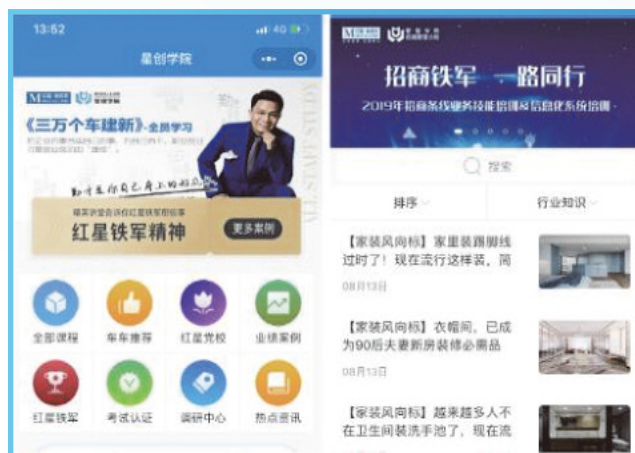 13:52
4G
星创学院
《三万个车建新》-全员学习
红星铁军精神
更多案例
ALL STAFF STUDY
全部课程
车车推荐
红星党校
业绩案例
红星铁军
考试认证
调研中心
热点资讯
招商铁军 一路同行
2019年招商条线业务技能培训&信息化系统培训
搜索
排序
行业知识
【家装风向标】家里装踢脚线
过时了！现在流行这样装，简
08月13日
【家装风向标】衣帽间，已成
为90后夫妻新房装修必需品
08月13日
【家装风向标】越来越多人不
在卫生间装洗手池了，现在流